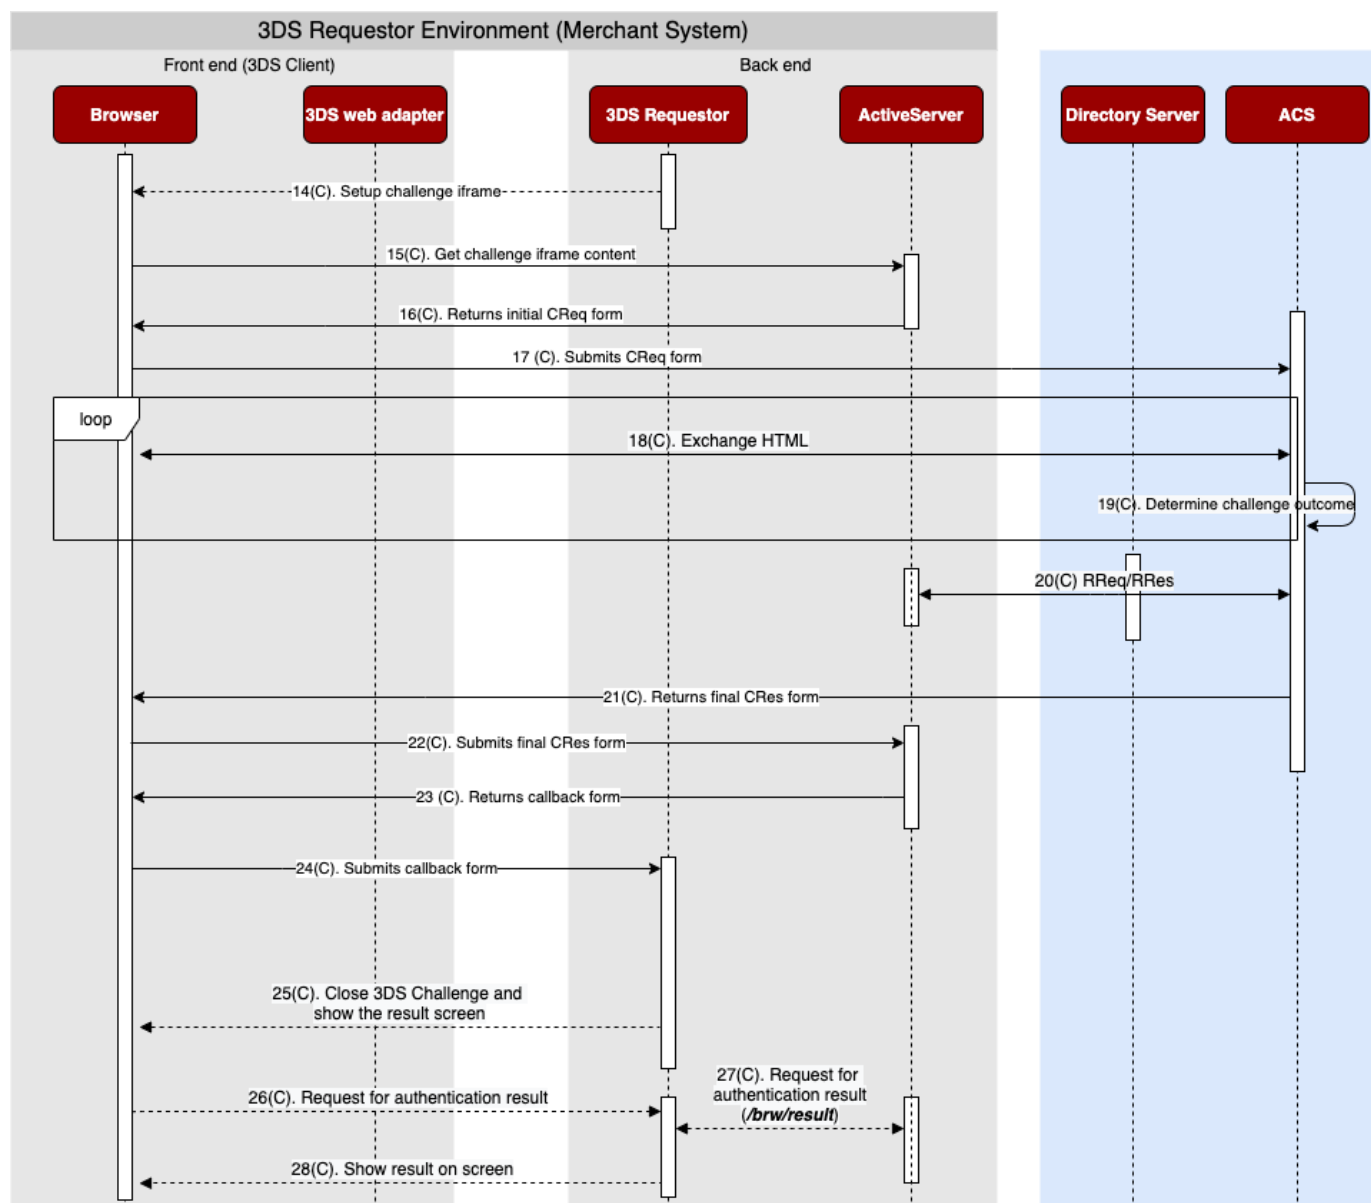 3DS Requestor Environment (Merchant System)
Front end (3DS Client)
Back end
Browser
3DS web adapter
3DS Requestor
ActiveServer
Directory Server
ACS
14(C). Setup challenge iframe
15(C). Get challenge iframe content
16(C). Returns initial CReq form
17 (C). Submits CReq form
loop
18(C). Exchange HTML
19(C). Determine challenge outcome
20(C) RReq/RRes
21(C). Returns final CRes form
22(C). Submits final CRes form
23 (C). Returns callback form
24(C). Submits callback form
25(C). Close 3DS Challenge and
show the result screen
26(C). Request for authentication result
27(C). Request for
authentication result
(/brw/result)
28(C). Show result on screen